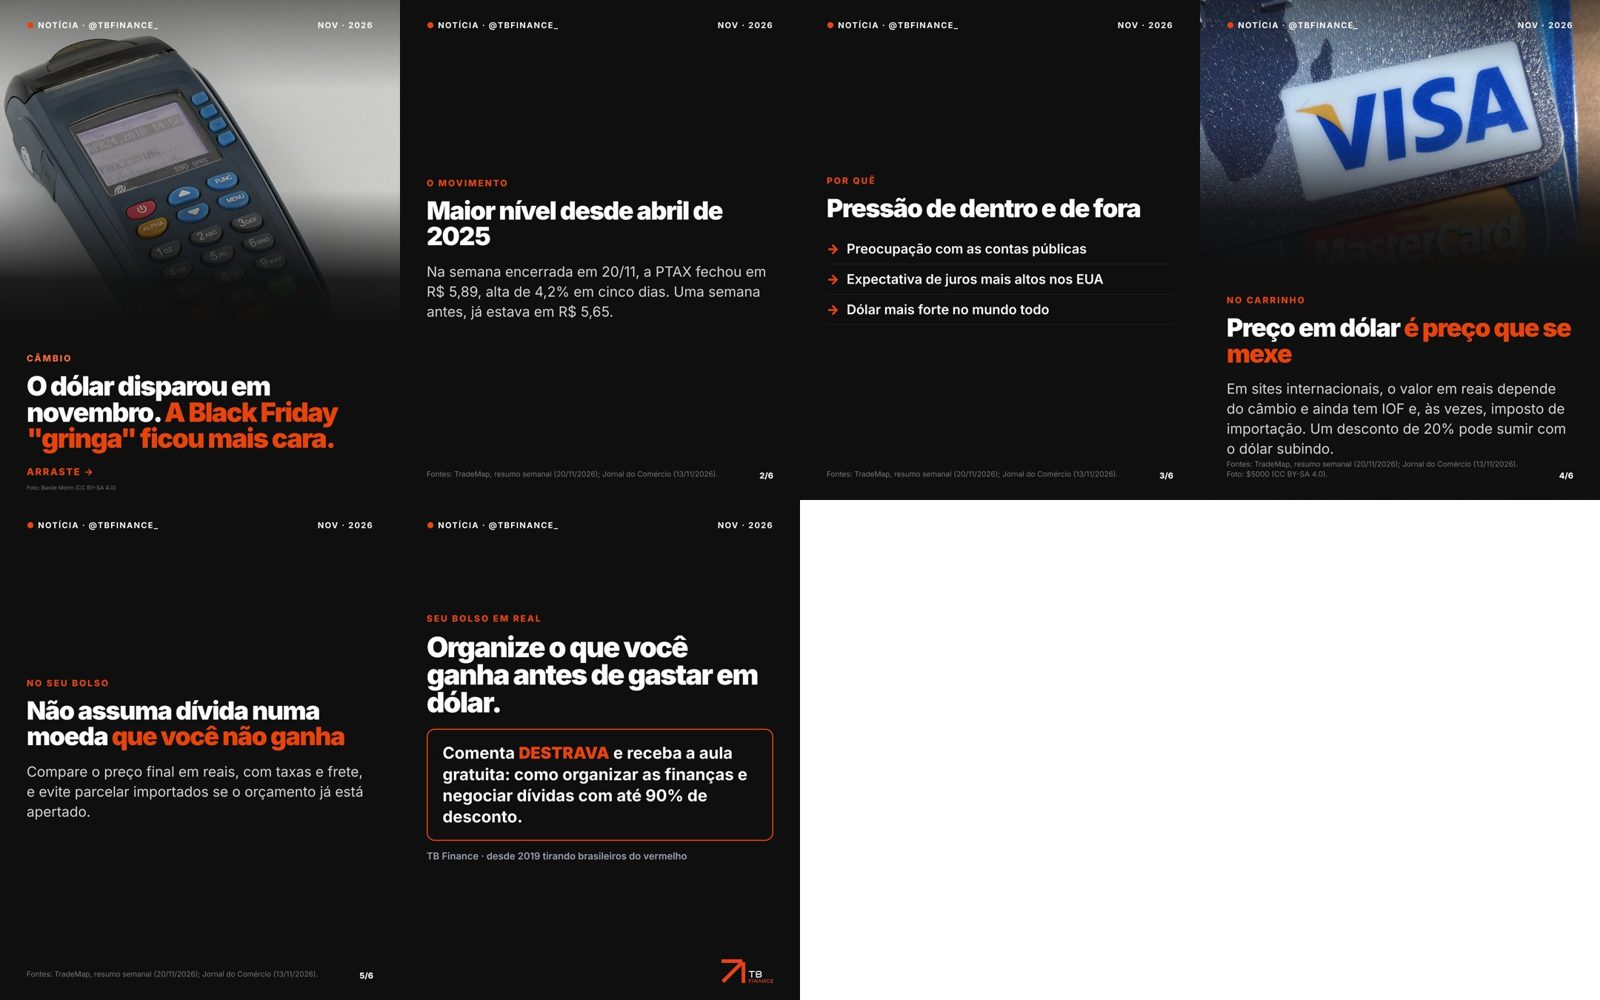 NOTÍCIA · @TBFINANCE_
NOV · 2026
590 DPRS
FUNC
MENU
ALPHA
1QZ
2ABC
3DEF
6MNO
CÂMBIO
O dólar disparou em
novembro. A Black Friday
"gringa" ficou mais cara.
ARRASTE →
Foto: Basile Morin (CC BY-SA 4.0)
NOTÍCIA · @TBFINANCE_
NOV · 2026
O MOVIMENTO
Maior nível desde abril de
2025
Na semana encerrada em 20/11, a PTAX fechou em
R$ 5,89, alta de 4,2% em cinco dias. Uma semana
antes, já estava em R$ 5,65.
Fontes: TradeMap, resumo semanal (20/11/2026); Jornal do Comércio (13/11/2026).
2/6
NOTÍCIA · @TBFINANCE_
NOV · 2026
POR QUÊ
Pressão de dentro e de fora
→ Preocupação com as contas públicas
→ Expectativa de juros mais altos nos EUA
→ Dólar mais forte no mundo todo
Fontes: TradeMap, resumo semanal (20/11/2026); Jornal do Comércio (13/11/2026).
3/6
NOTÍCIA · @TBFINANCE_
NOV · 2026
VISA
MasterCard
NO CARRINHO
Preço em dólar é preço que se
mexe
Em sites internacionais, o valor em reais depende
do câmbio e ainda tem IOF e, às vezes, imposto de
importação. Um desconto de 20% pode sumir com
o dólar subindo.
Fontes: TradeMap, resumo semanal (20/11/2026); Jornal do Comércio (13/11/2026).
Foto: $5000 (CC BY-SA 4.0).
4/6
NOTÍCIA · @TBFINANCE_
NOV · 2026
NO SEU BOLSO
Não assuma dívida numa
moeda que você não ganha
Compare o preço final em reais, com taxas e frete,
e evite parcelar importados se o orçamento já está
apertado.
Fontes: TradeMap, resumo semanal (20/11/2026); Jornal do Comércio (13/11/2026).
5/6
NOTÍCIA · @TBFINANCE_
NOV · 2026
SEU BOLSO EM REAL
Organize o que você
ganha antes de gastar em
dólar.
Comenta DESTRAVA e receba a aula
gratuita: como organizar as finanças e
negociar dívidas com até 90% de
desconto.
TB Finance · desde 2019 tirando brasileiros do vermelho
TB
FINANCE